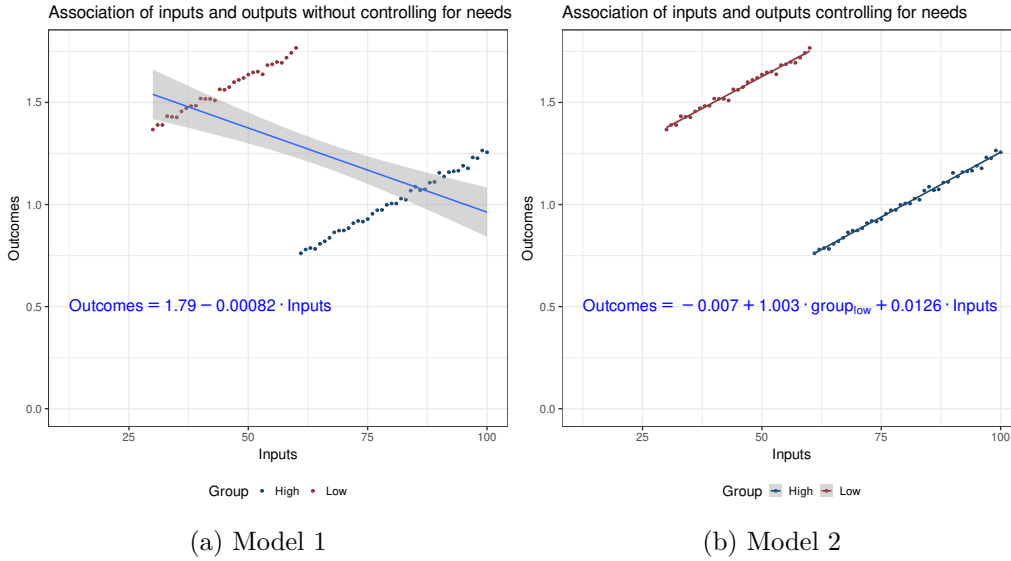 Association of inputs and outputs without controlling for needs
Outcomes
1.5
1.0
0.5
0.0
Outcomes = 1.79 − 0.00082 · Inputs
25 50 75 100
Inputs
Group High Low
(a) Model 1
Association of inputs and outputs controlling for needs
Outcomes
1.5
1.0
0.5
0.0
Outcomes = − 0.007 + 1.003 · group_low + 0.0126 · Inputs
25 50 75 100
Inputs
Group High Low
(b) Model 2